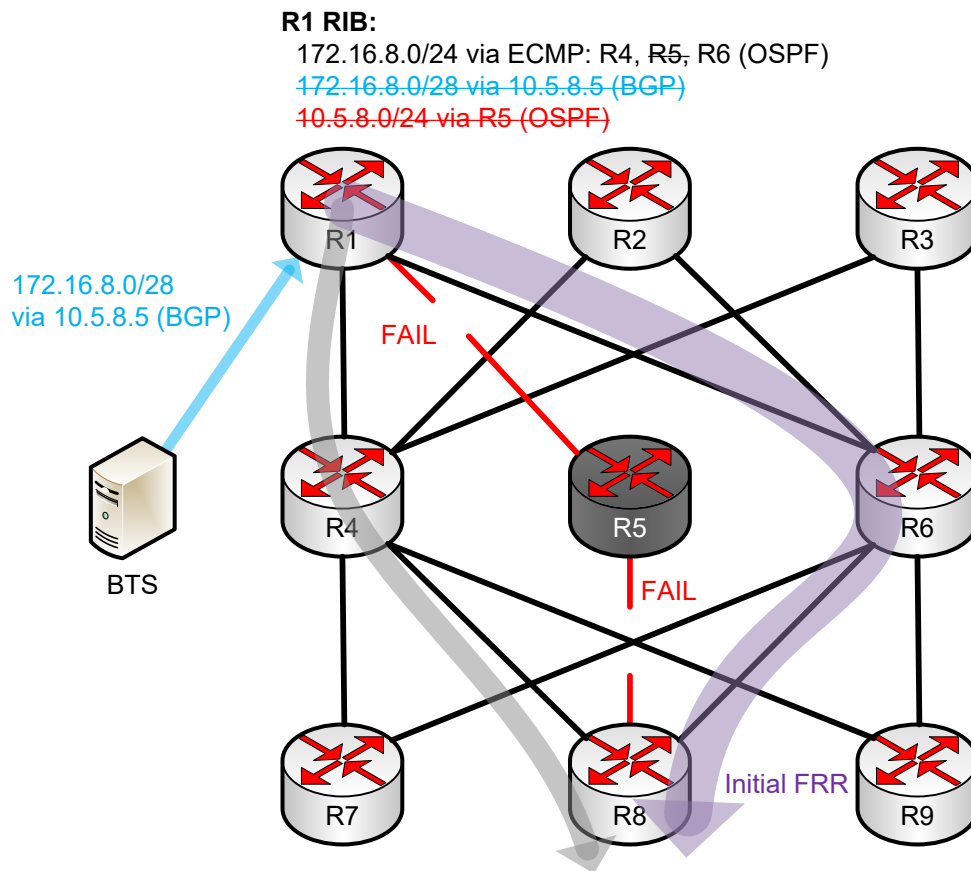 R1 RIB:
172.16.8.0/24 via ECMP: R4, R5, R6 (OSPF)
172.16.8.0/28 via 10.5.8.5 (BGP)
10.5.8.0/24 via R5 (OSPF)
R1
R2
R3
172.16.8.0/28
via 10.5.8.5 (BGP)
FAIL
R4
R5
R6
BTS
FAIL
Initial FRR
R7
R8
R9